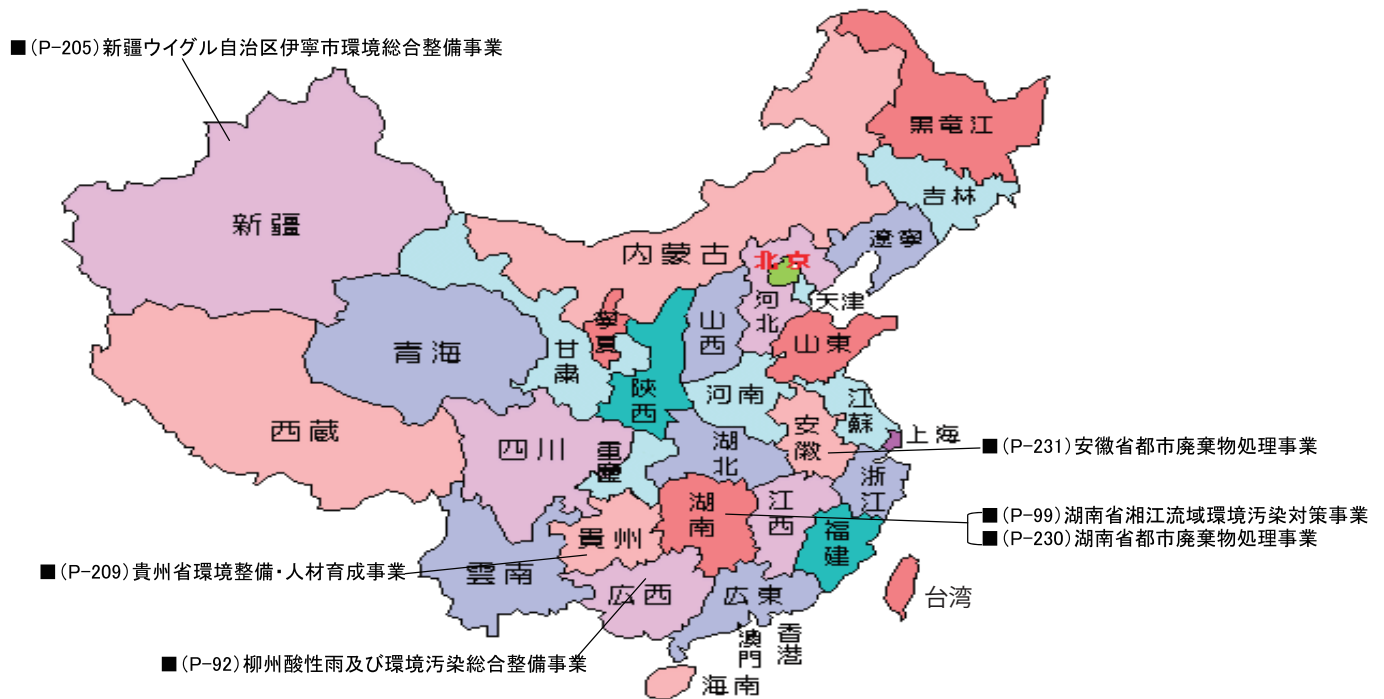 ■(P-205)新疆ウイグル自治区伊寧市環境総合整備事業
黒竜江
吉林
遼寧
新疆
内蒙古
北京
天津
河北
山西
寧夏
山東
青海
甘粛
陝西
河南
江蘇
安徽
上海
西蔵
四川
重慶
湖北
浙江
■(P-231)安徽省都市廃棄物処理事業
湖南
江西
福建
■(P-99)湖南省湘江流域環境汚染対策事業
■(P-230)湖南省都市廃棄物処理事業
貴州
■(P-209)貴州省環境整備・人材育成事業
雲南
広西
広東
台湾
澳門
香港
■(P-92)柳州酸性雨及び環境汚染総合整備事業
海南